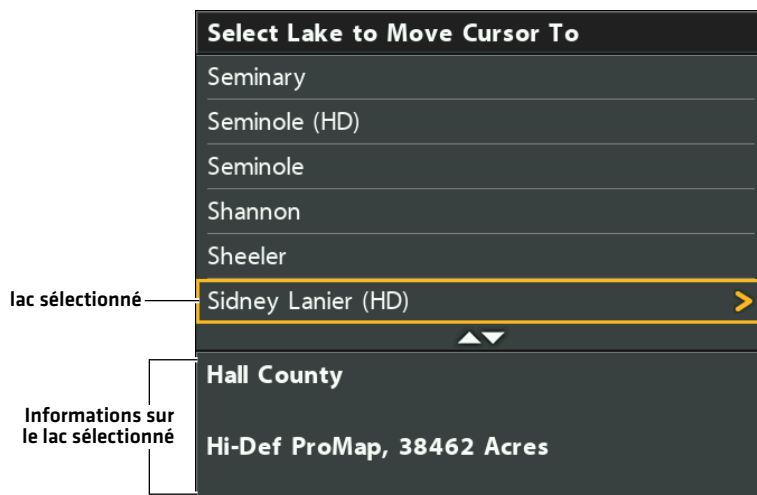 Select Lake to Move Cursor To
Seminary
Seminole (HD)
Seminole
Shannon
Sheeler
lac sélectionné
Sidney Lanier (HD)
Hall County
Informations sur
le lac sélectionné
Hi-Def ProMap, 38462 Acres